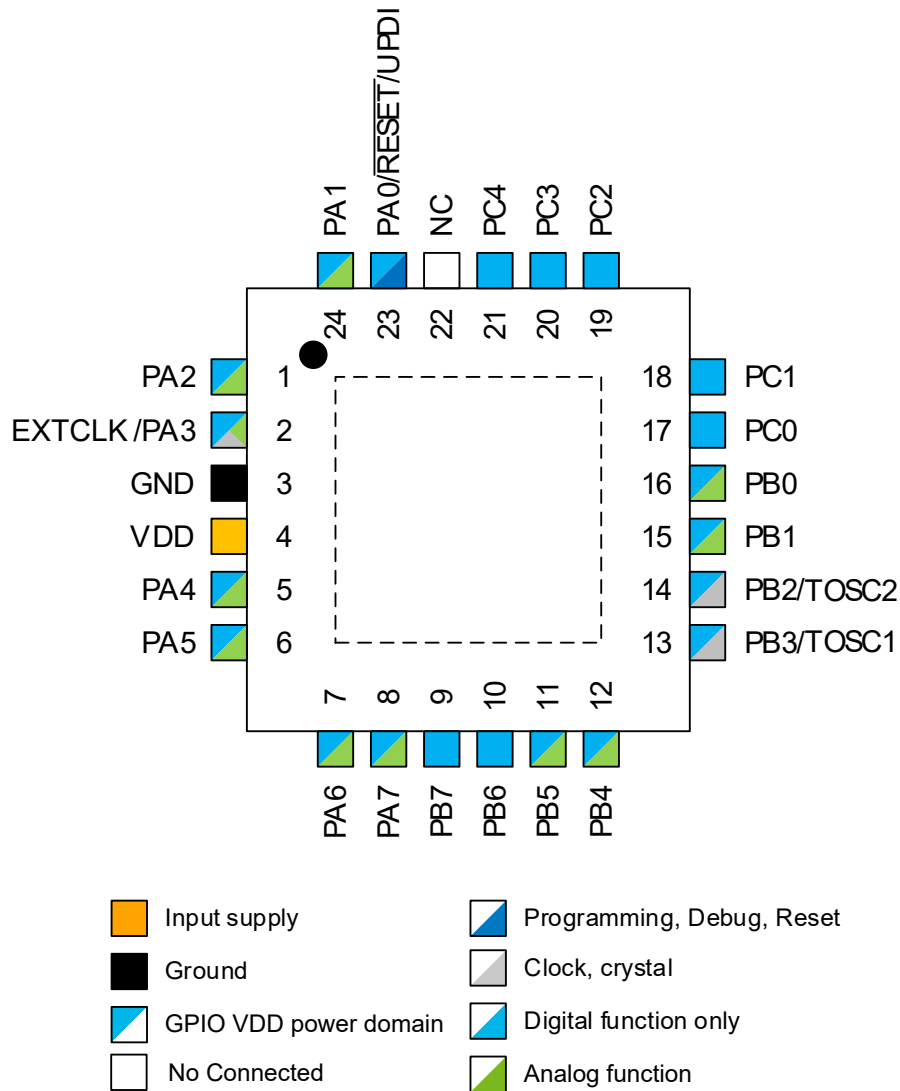 PA1
PA0/RESET/UPDI
NC
PC4
PC3
PC2
24
23
22
21
20
19
PA2 1
EXTCLK/PA3 2
GND 3
VDD 4
PA4 5
PA5 6
18 PC1
17 PC0
16 PB0
15 PB1
14 PB2/TOSC2
13 PB3/TOSC1
7
8
9
10
11
12
PA6
PA7
PB7
PB6
PB5
PB4
Input supply
Ground
GPIO VDD power domain
No Connected
Programming, Debug, Reset
Clock, crystal
Digital function only
Analog function